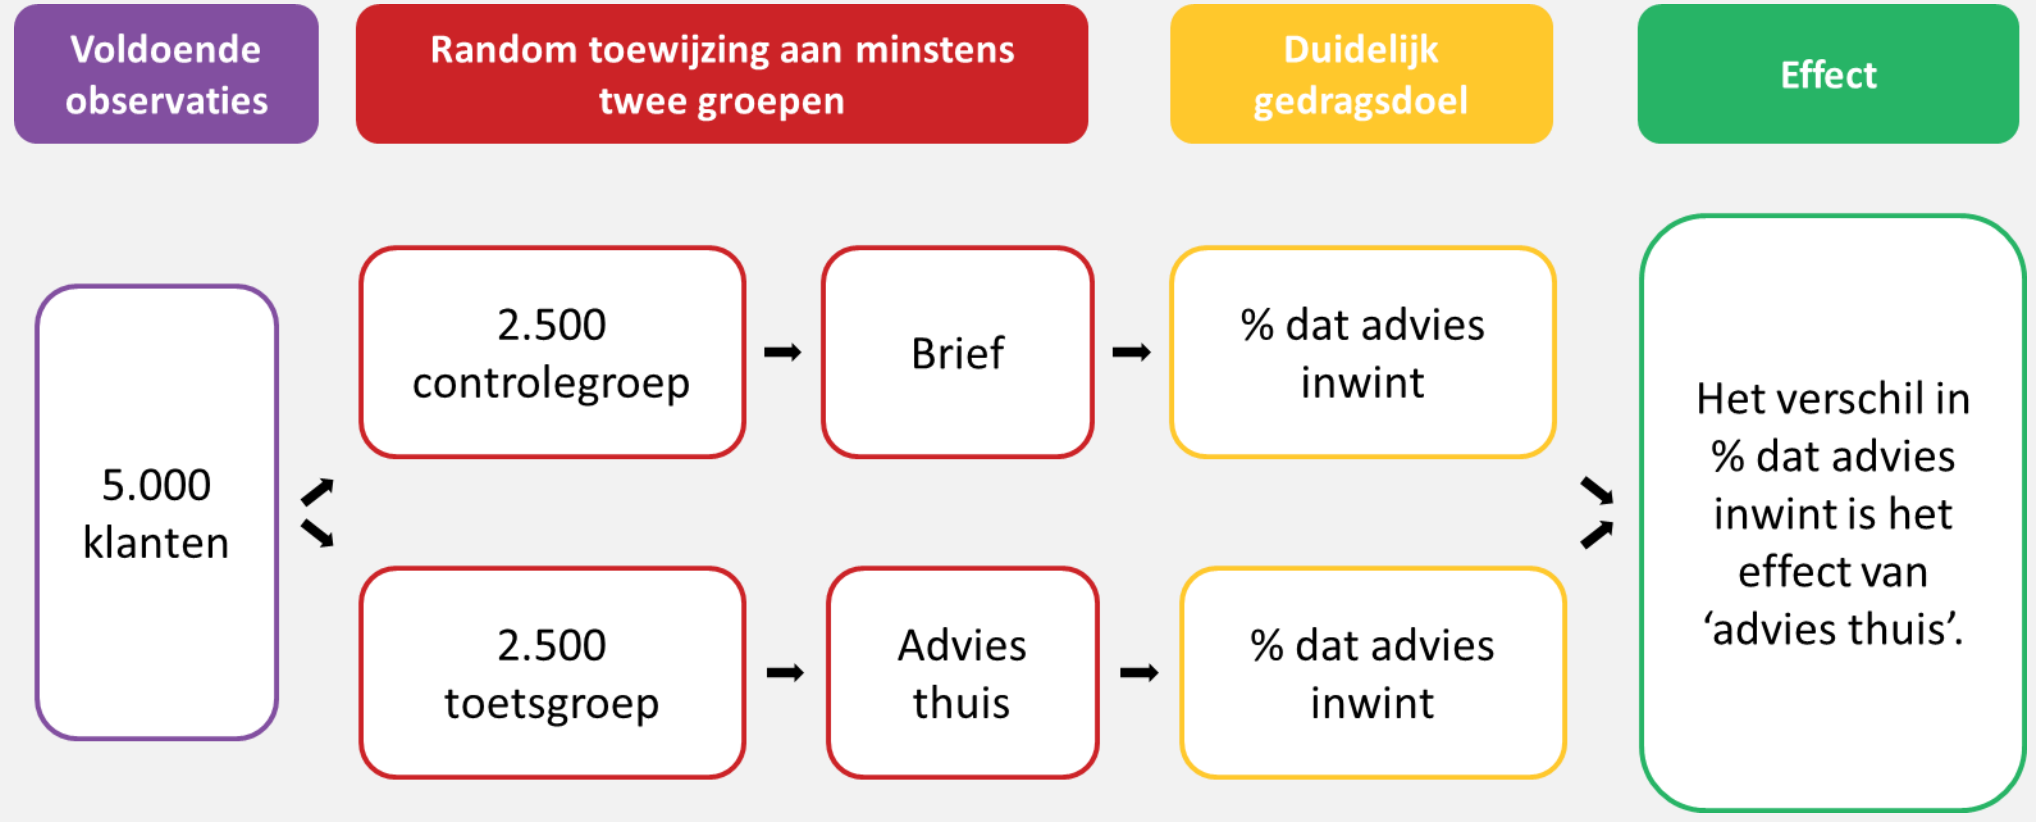 Voldoende
observaties
Random toewijzing aan minstens
twee groepen
Duidelijk
gedragsdoel
Effect
5.000
klanten
2.500
controlegroep
Brief
% dat advies
inwint
2.500
toetsgroep
Advies
thuis
% dat advies
inwint
Het verschil in
% dat advies
inwint is het
effect van
‘advies thuis’.